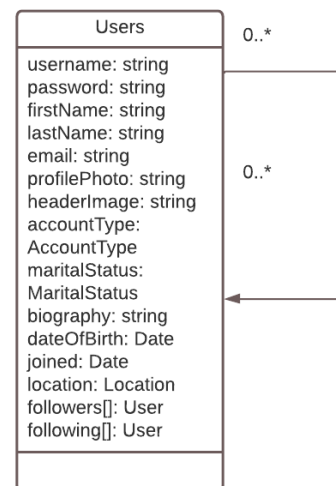 Users
0..*
username: string
password: string
firstName: string
lastName: string
email: string
profilePhoto: string
0..*
headerImage: string
accountType:
AccountType
maritalStatus:
MaritalStatus
biography: string
dateOfBirth: Date
joined: Date
location: Location
followers[]: User
following[]: User